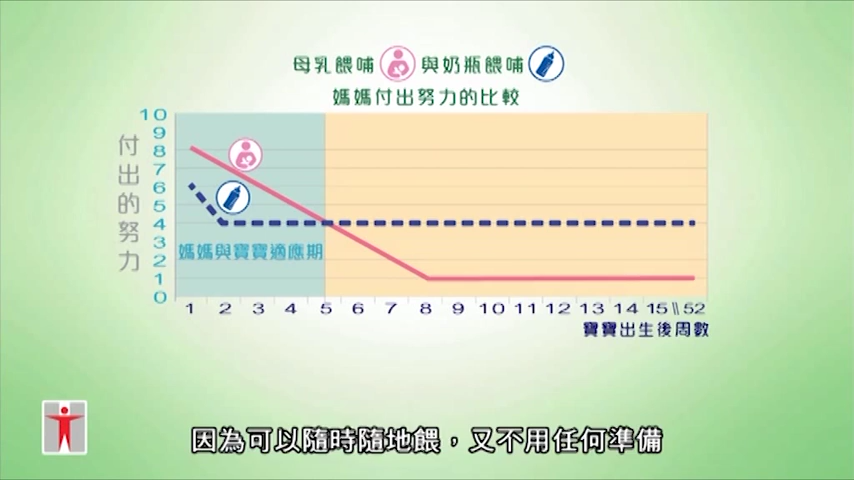 母乳餵哺 與奶瓶餵哺
媽媽付出努力的比較
付出的努力
10
9
8
7
6
5
4
3
2
1
0
媽媽與寶寶適應期
1 2 3 4 5 6 7 8 9 10 11 12 13 14 15 \\ 52
寶寶出生後周數
因為可以隨時隨地餵，又不用任何準備